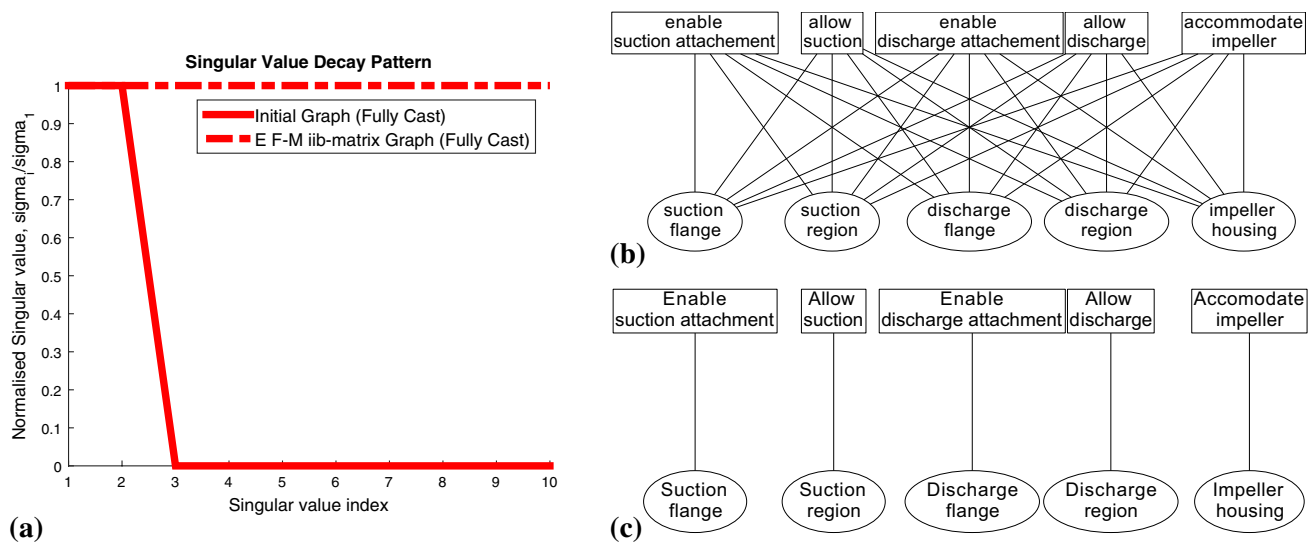 Singular Value Decay Pattern
Normalised Singular value, sigma_i/sigma_1
1
0.9
0.8
0.7
0.6
0.5
0.4
0.3
0.2
0.1
0
Initial Graph (Fully Cast)
E F-M iib-matrix Graph (Fully Cast)
1 2 3 4 5 6 7 8 9 10
Singular value index
(a)
enable
suction attachement
allow
suction
enable
discharge attachement
allow
discharge
accommodate
impeller
suction
flange
suction
region
discharge
flange
discharge
region
impeller
housing
(b)
Enable
suction attachment
Allow
suction
Enable
discharge attachment
Allow
discharge
Accomodate
impeller
Suction
flange
Suction
region
Discharge
flange
Discharge
region
Impeller
housing
(c)